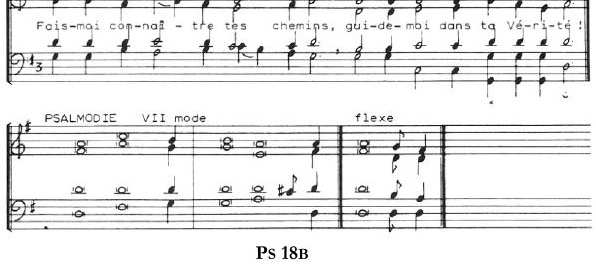 Fais-moi con-naî - tre tes chemins, gui-de-moi dans ta Vé-ri-té!
PSALMODIE VII mode flexe
Ps 18B